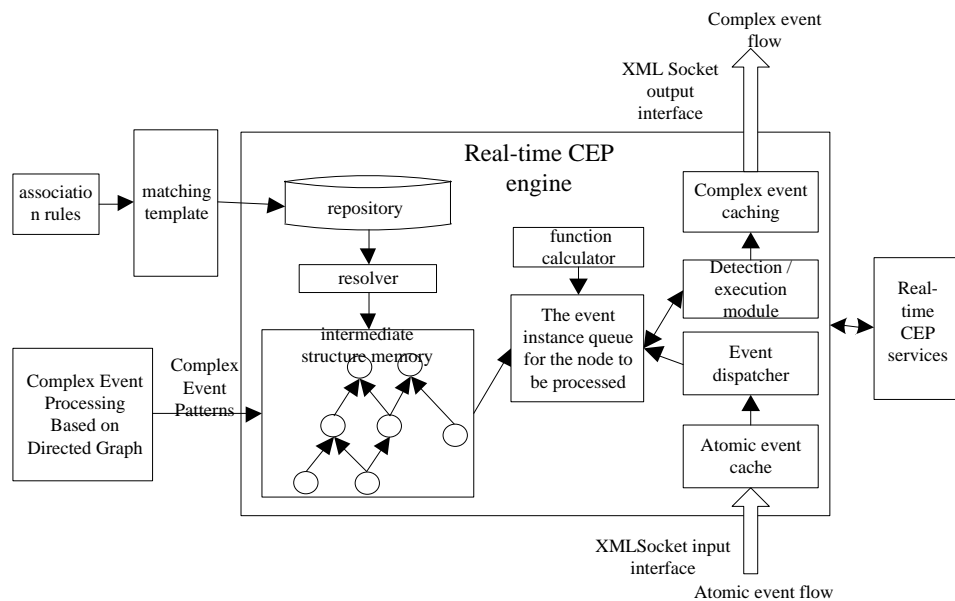 Complex event
flow
XML Socket
output
interface
Real-time CEP
engine
associatio
n rules
matching
template
repository
resolver
function
calculator
Complex event
caching
Detection /
execution
module
Real-
time
CEP
services
intermediate
structure memory
The event
instance queue
for the node to
be processed
Event
dispatcher
Complex Event
Processing
Based on
Directed Graph
Complex
Event
Patterns
Atomic event
cache
XMLSocket input
interface
Atomic event flow